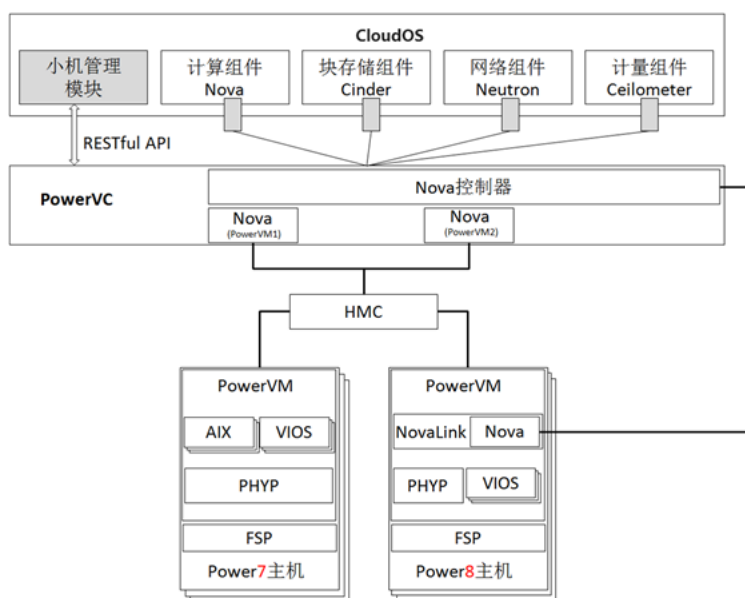 CloudOS
小机管理
模块
计算组件
Nova
块存储组件
Cinder
网络组件
Neutron
计量组件
Ceilometer
RESTful API
PowerVC
Nova控制器
Nova
(PowerVM1)
Nova
(PowerVM2)
HMC
PowerVM
AIX
VIOS
PHYP
FSP
Power7主机
PowerVM
NovaLink
Nova
PHYP
VIOS
FSP
Power8主机